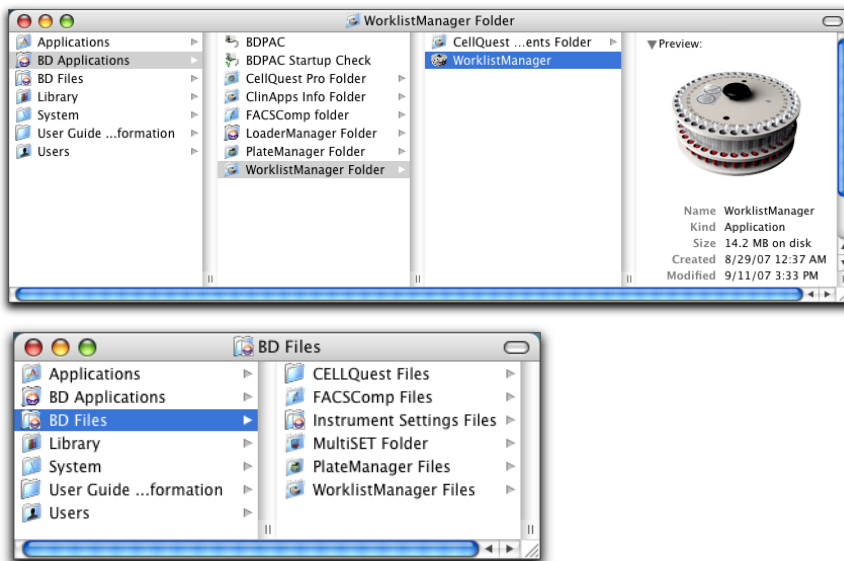 WorklistManager Folder
Applications
BD Applications
BD Files
Library
System
User Guide ...formation
Users
BDPAC
BDPAC Startup Check
CellQuest Pro Folder
ClinApps Info Folder
FACSComp folder
LoaderManager Folder
PlateManager Folder
WorklistManager Folder
CellQuest ...ents Folder
WorklistManager
Preview:
Name WorklistManager
Kind Application
Size 14.2 MB on disk
Created 8/29/07 12:37 AM
Modified 9/11/07 3:33 PM
BD Files
Applications
BD Applications
BD Files
Library
System
User Guide ...formation
Users
CELLQuest Files
FACSComp Files
Instrument Settings Files
MultiSET Folder
PlateManager Files
WorklistManager Files